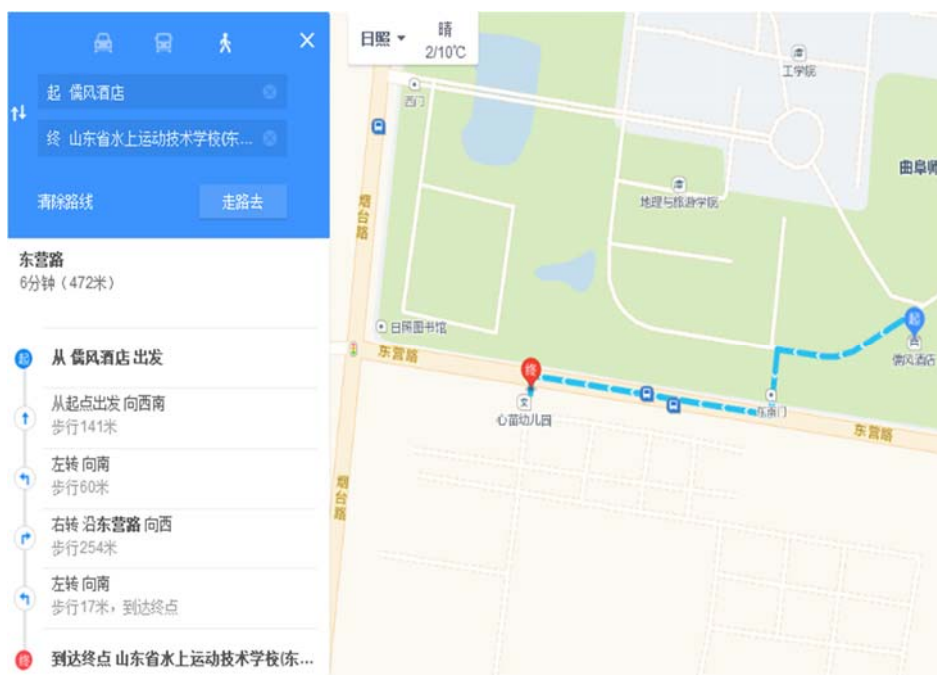 起 儒风酒店
终 山东省水上运动技术学校(东...
清除路线
走路去
东营路
6分钟（472米）
起
从 儒风酒店 出发
从起点出发 向西南
步行141米
左转 向南
步行60米
右转 沿东营路 向西
步行254米
左转 向南
步行17米，到达终点
终
到达终点 山东省水上运动技术学校(东...
日照
晴
2/10℃
工学院
西门
曲阜师
地理与旅游学院
烟台路
起
儒风酒店
日照图书馆
东营路
终
文
心苗幼儿园
东南门
东营路
烟台路